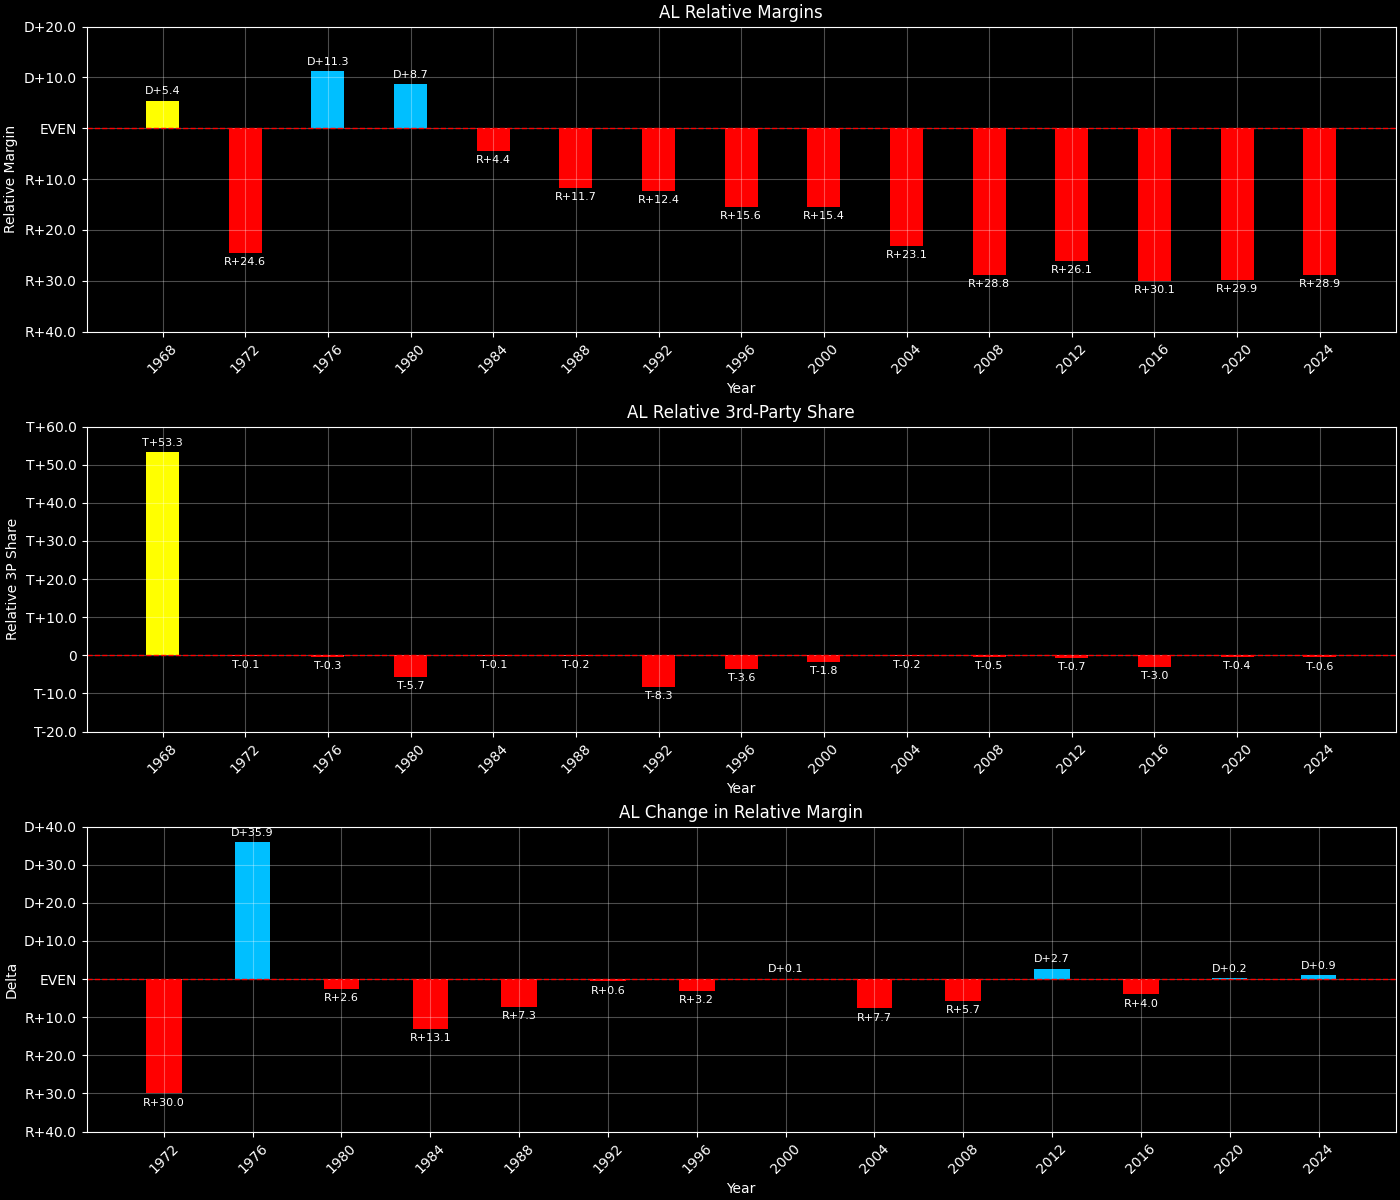 AL Relative Margins
Relative Margin
D+20.0
D+10.0
EVEN
R+10.0
R+20.0
R+30.0
R+40.0
D+5.4
R+24.6
D+11.3
D+8.7
R+4.4
R+11.7
R+12.4
R+15.6
R+15.4
R+23.1
R+28.8
R+26.1
R+30.1
R+29.9
R+28.9
1968
1972
1976
1980
1984
1988
1992
1996
2000
2004
2008
2012
2016
2020
2024
Year
AL Relative 3rd-Party Share
Relative 3P Share
T+60.0
T+50.0
T+40.0
T+30.0
T+20.0
T+10.0
0
T-10.0
T-20.0
T+53.3
T-0.1
T-0.3
T-5.7
T-0.1
T-0.2
T-8.3
T-3.6
T-1.8
T-0.2
T-0.5
T-0.7
T-3.0
T-0.4
T-0.6
1968
1972
1976
1980
1984
1988
1992
1996
2000
2004
2008
2012
2016
2020
2024
Year
AL Change in Relative Margin
Delta
D+40.0
D+30.0
D+20.0
D+10.0
EVEN
R+10.0
R+20.0
R+30.0
R+40.0
R+30.0
D+35.9
R+2.6
R+13.1
R+7.3
R+0.6
R+3.2
D+0.1
R+7.7
R+5.7
D+2.7
R+4.0
D+0.2
D+0.9
1972
1976
1980
1984
1988
1992
1996
2000
2004
2008
2012
2016
2020
2024
Year